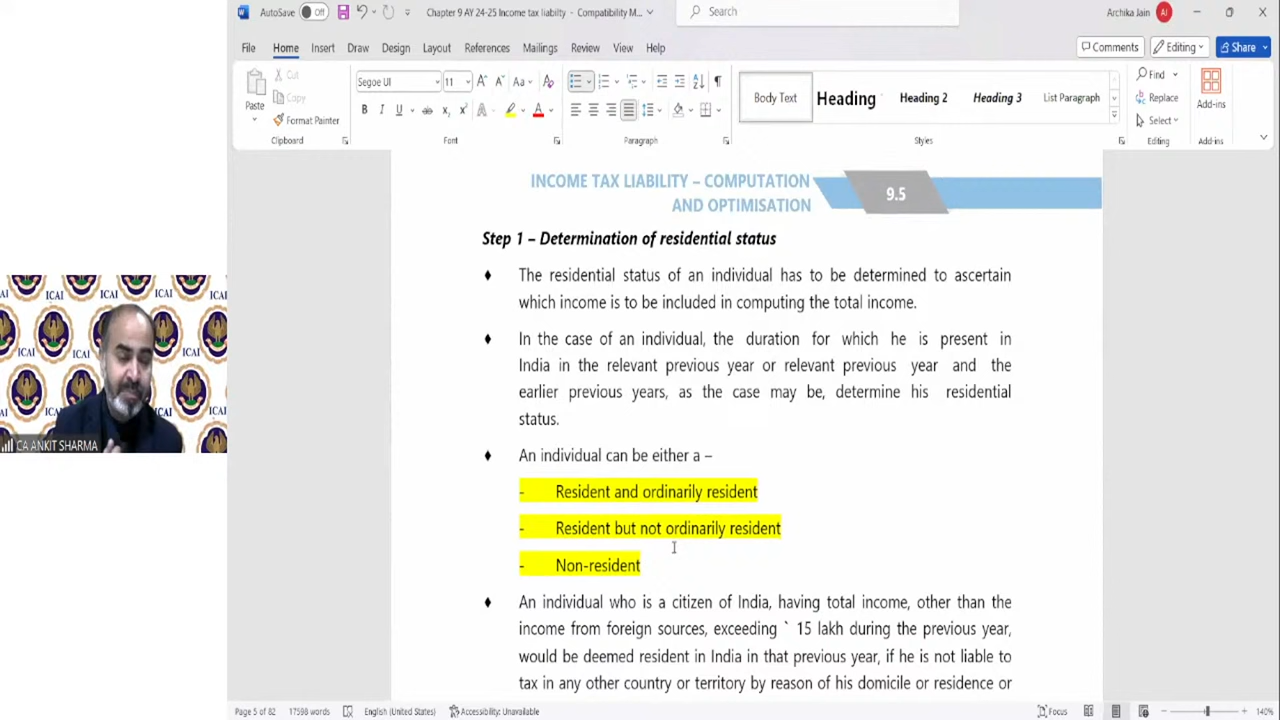 AutoSave Off
Chapter 9 AY 24-25 Income tax liabilty - Compatibility M...
Search
Archika Jain AJ
File Home Insert Draw Design Layout References Mailings Review View Help
Comments Editing Share
Paste
Cut
Copy
Format Painter
Clipboard
Segoe UI 11
Font
Paragraph
Body Text
Heading
Heading 2
Heading 3
List Paragraph
Styles
Find
Replace
Select
Editing
Add-ins
Add-ins
INCOME TAX LIABILITY – COMPUTATION
AND OPTIMISATION
9.5
Step 1 – Determination of residential status
♦ The residential status of an individual has to be determined to ascertain
which income is to be included in computing the total income.
♦ In the case of an individual, the duration for which he is present in
India in the relevant previous year or relevant previous year and the
earlier previous years, as the case may be, determine his residential
status.
♦ An individual can be either a –
- Resident and ordinarily resident
- Resident but not ordinarily resident
- Non-resident
♦ An individual who is a citizen of India, having total income, other than the
income from foreign sources, exceeding ` 15 lakh during the previous year,
would be deemed resident in India in that previous year, if he is not liable to
tax in any other country or territory by reason of his domicile or residence or
ICAI
ICAI
ICAI
ICAI
CA ANKIT SHARMA
Page 5 of 82 17598 words English (United States) Accessibility: Unavailable
Focus 140%